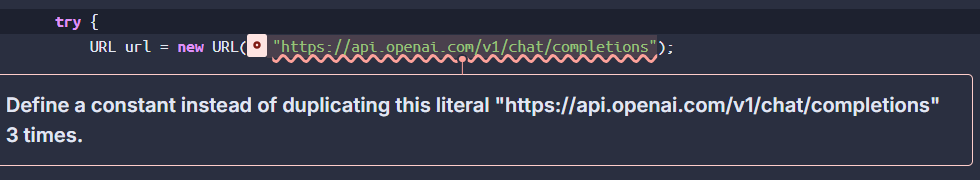 try {
URL url = new URL("https://api.openai.com/v1/chat/completions");
Define a constant instead of duplicating this literal "https://api.openai.com/v1/chat/completions"
3 times.